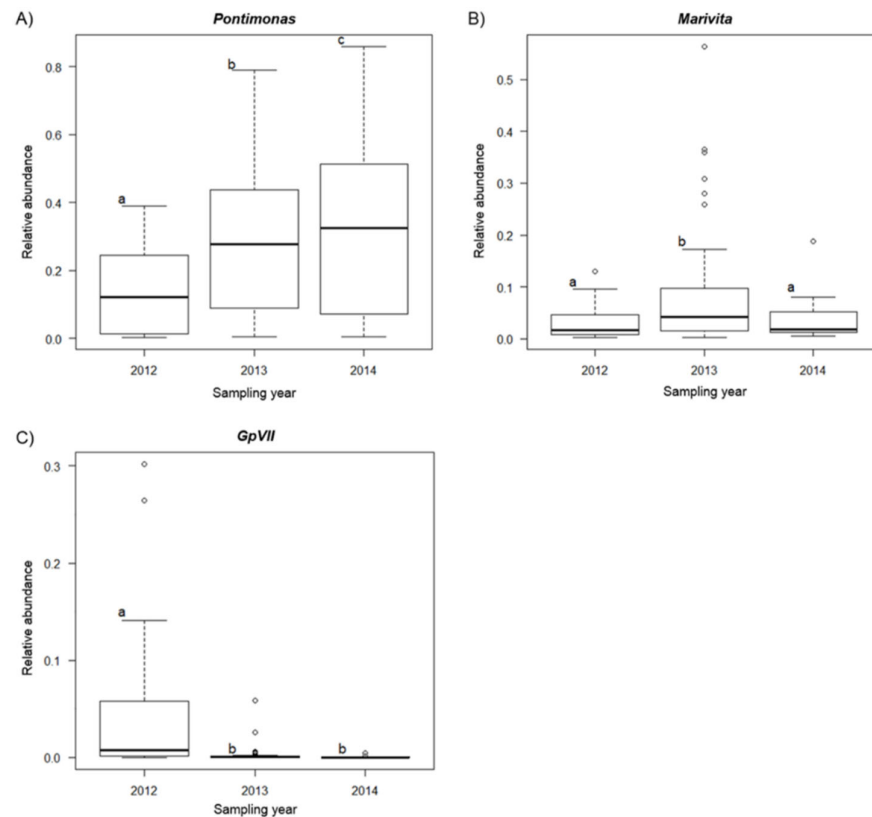 A)
Pontimonas
Relative abundance
0.8
0.6
0.4
0.2
0.0
a
b
c
2012
2013
2014
Sampling year
B)
Marivita
Relative abundance
0.5
0.4
0.3
0.2
0.1
0.0
a
b
a
2012
2013
2014
Sampling year
C)
GpVII
Relative abundance
0.3
0.2
0.1
0.0
a
b
b
2012
2013
2014
Sampling year